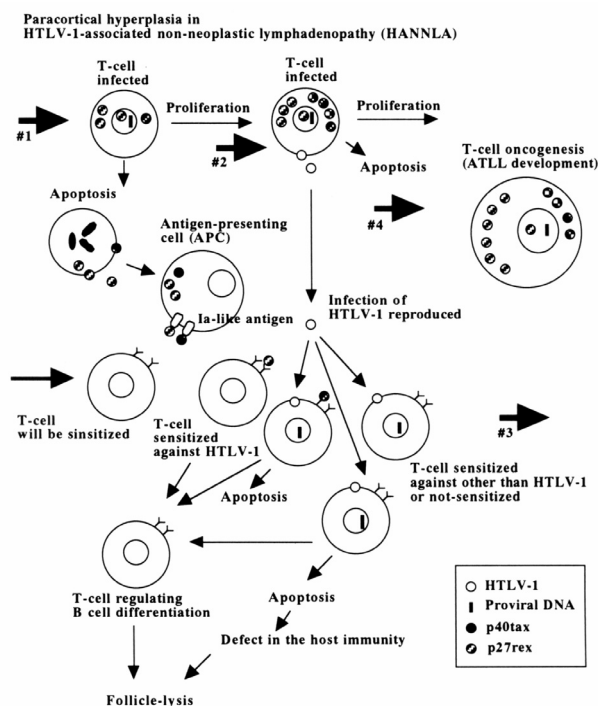 Paracortical hyperplasia in
HTLV-1-associated non-neoplastic lymphadenopathy (HANNLA)
T-cell
infected
T-cell
infected
Proliferation
Proliferation
#1
#2
Apoptosis
T-cell oncogenesis
(ATLL development)
Apoptosis
#4
Antigen-presenting
cell (APC)
Infection of
HTLV-1 reproduced
Ia-like antigen
T-cell
will be sinsitized
T-cell
sensitized
against HTLV-1
#3
T-cell sensitized
against other than HTLV-1
or not-sensitized
Apoptosis
T-cell regulating
B cell differentiation
Apoptosis
Defect in the host immunity
Follicle-lysis
HTLV-1
Proviral DNA
p40tax
p27rex